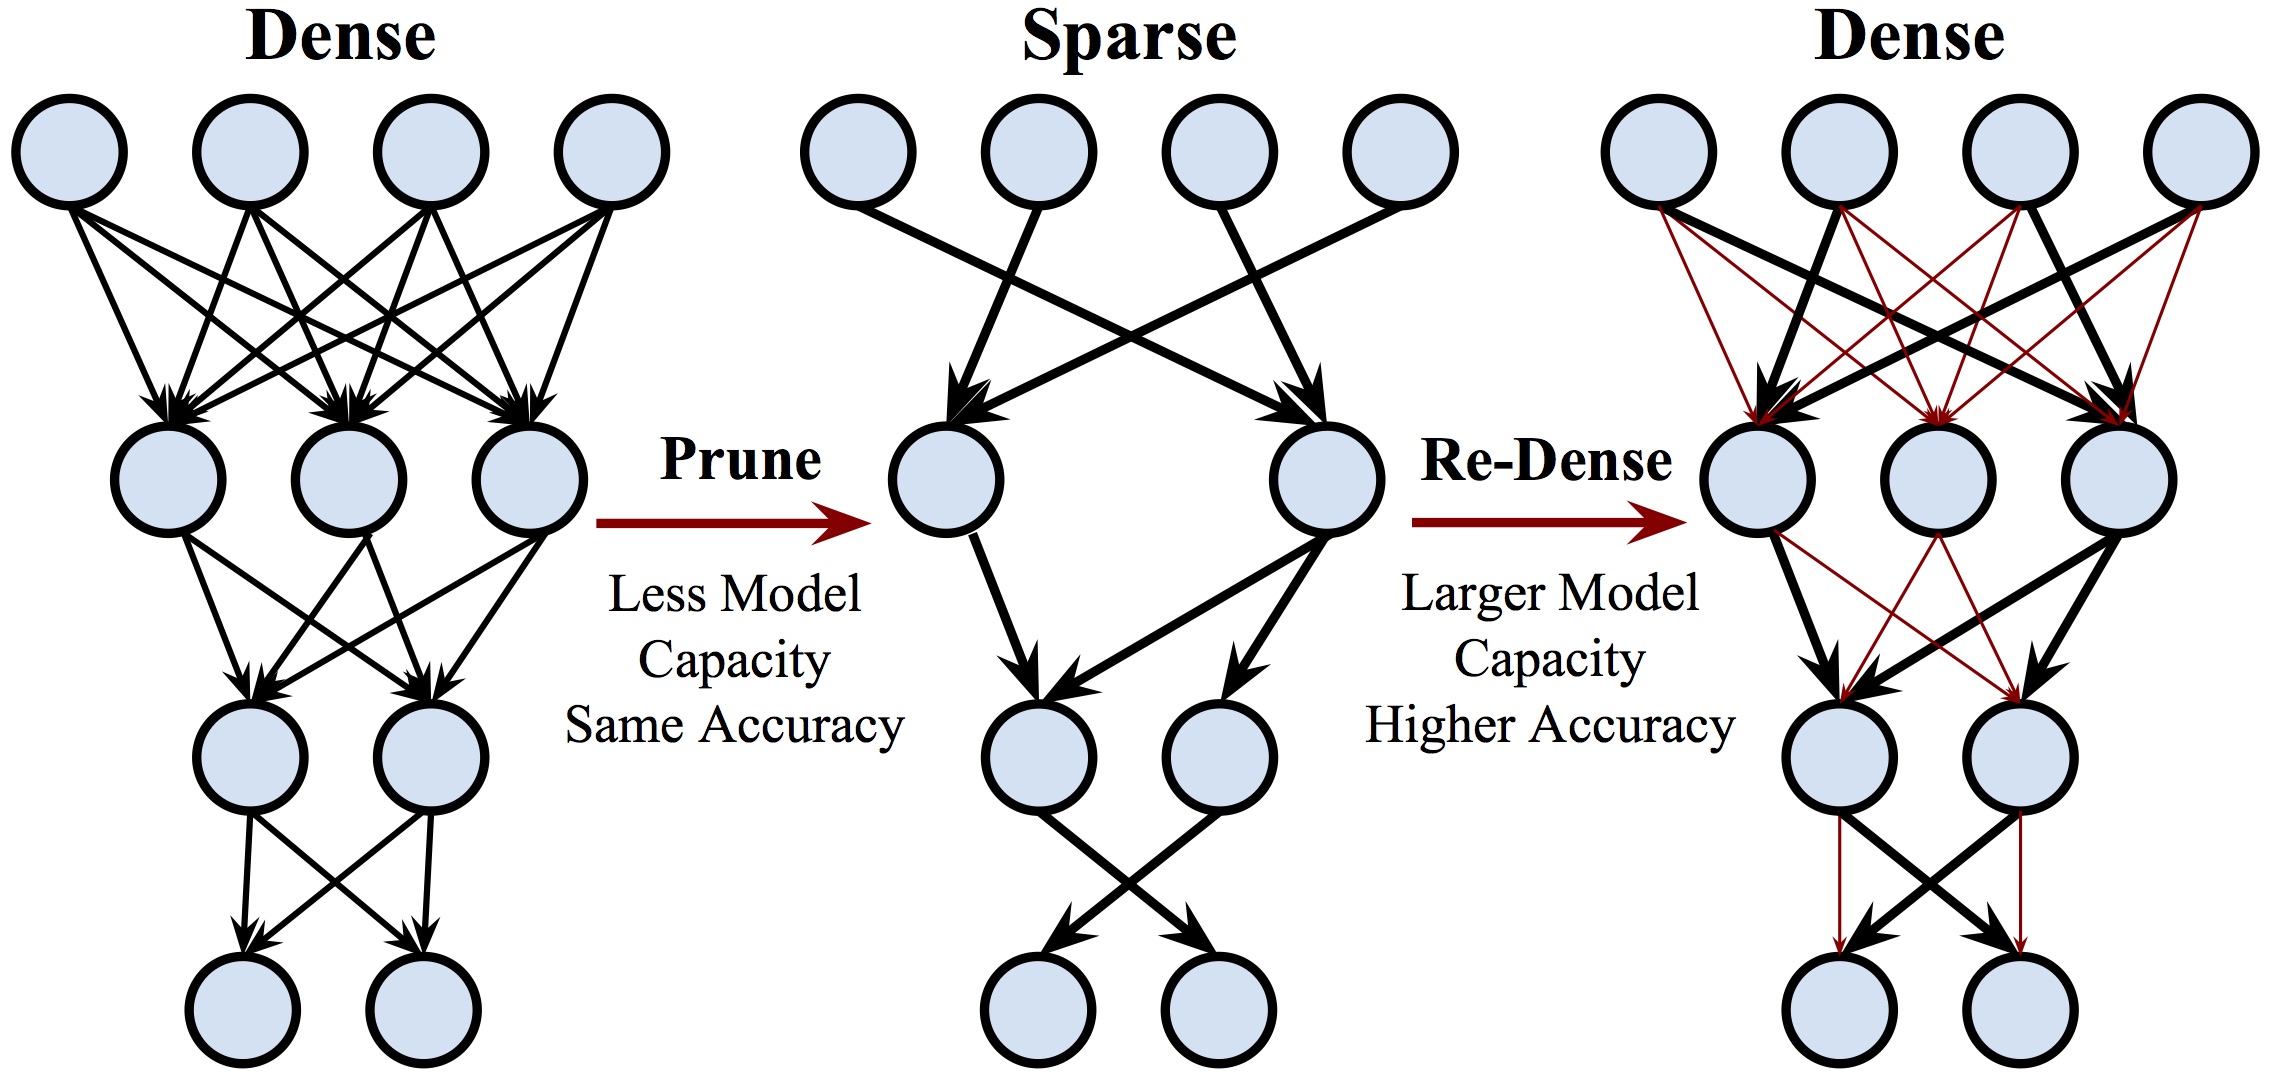 Dense
Sparse
Dense
Prune
Less Model
Capacity
Same Accuracy
Re-Dense
Larger Model
Capacity
Higher Accuracy